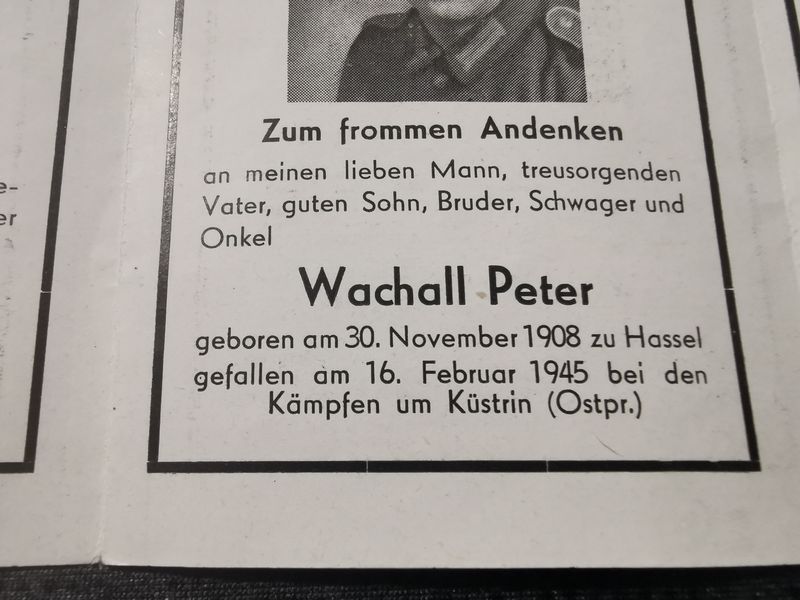 e-
er
Zum frommen Andenken
an meinen lieben Mann, treusorgenden
Vater, guten Sohn, Bruder, Schwager und
Onkel
Wachall Peter
geboren am 30. November 1908 zu Hassel
gefallen am 16. Februar 1945 bei den
Kämpfen um Küstrin (Ostpr.)